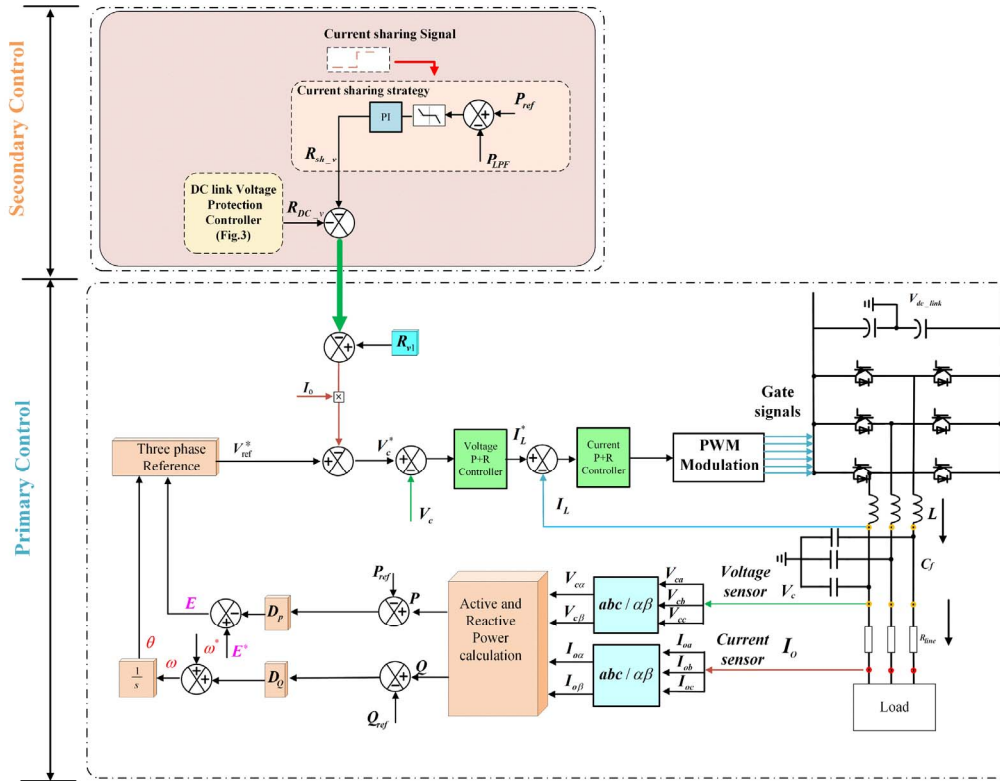 Secondary Control
Current sharing Signal
Current sharing strategy
PI
P_ref
P_LPF
R_sh_v
DC link Voltage
Protection
Controller
(Fig.3)
R_DC_v
Primary Control
R_v1
I_o
×
Three phase
Reference
V*_ref
V*_c
V_c
Voltage
P+R
Controller
I*_L
I_L
Current
P+R
Controller
PWM
Modulation
Gate
signals
V_dc_link
L
C_f
V_c
R_line
Load
Voltage
sensor
Current
sensor
I_O
V_ca
V_cb
V_cc
abc / αβ
V_cα
V_cβ
I_oa
I_ob
I_oc
abc / αβ
I_oα
I_oβ
Active and
Reactive
Power
calculation
P_ref
P
D_p
E
E*
Q
Q_ref
D_Q
ω*
ω
1/s
θ